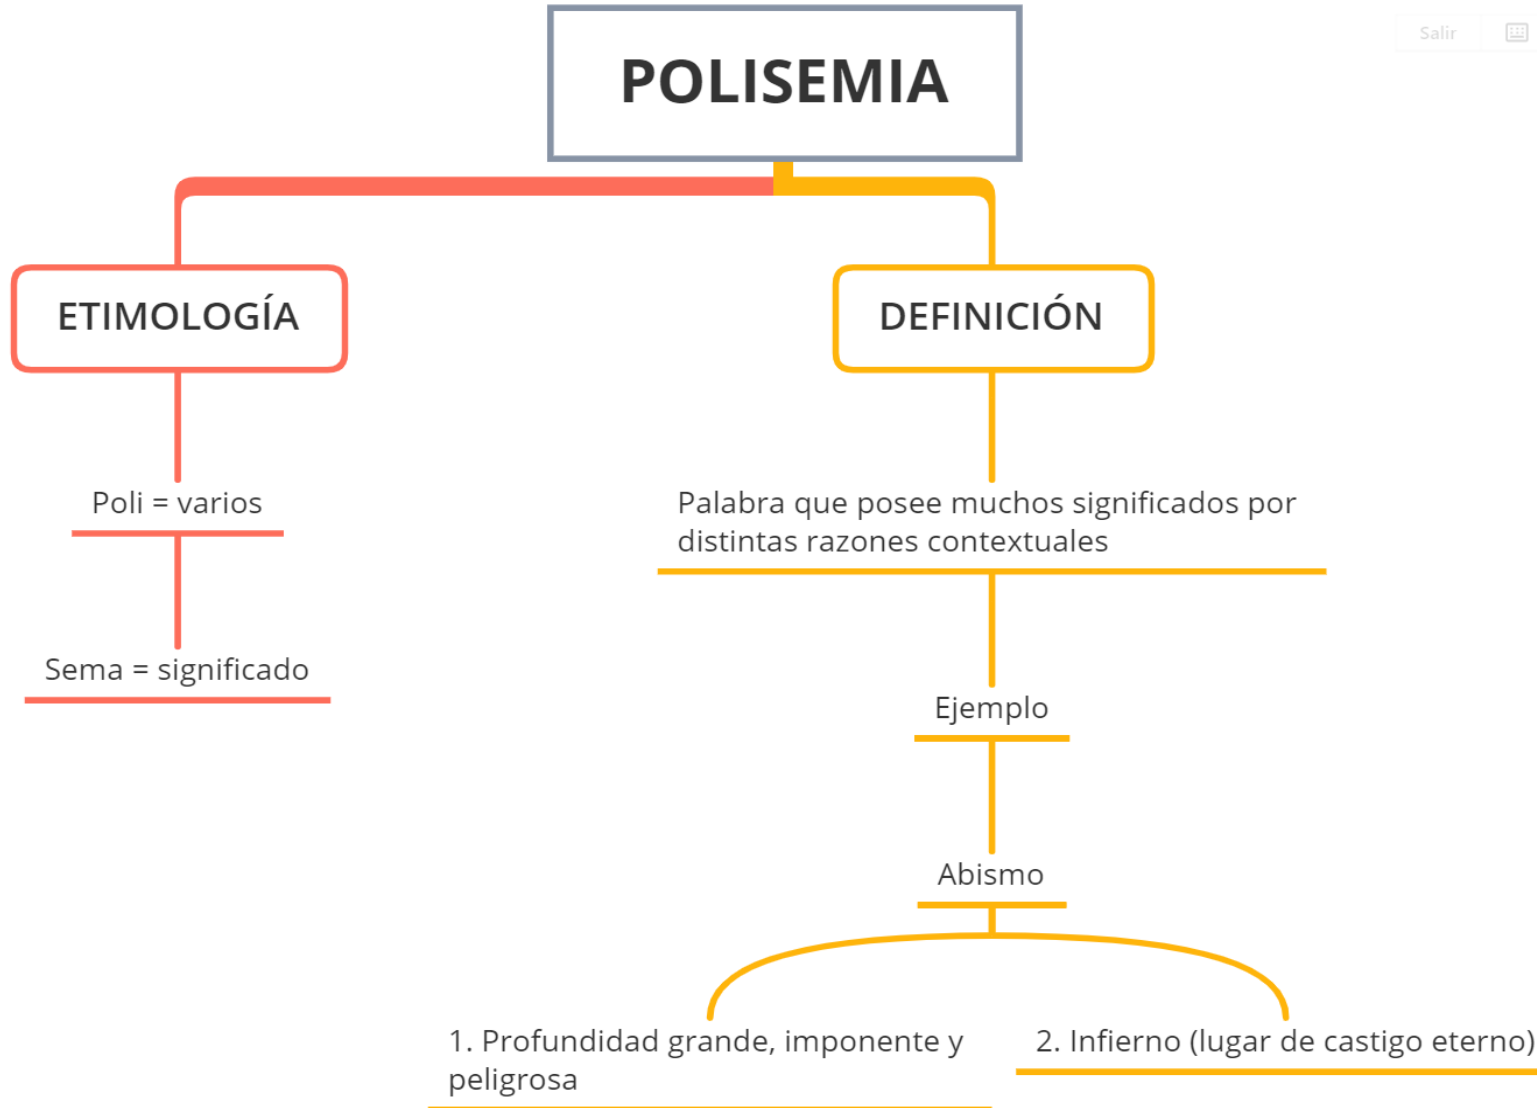 Salir
POLISEMIA
ETIMOLOGÍA
DEFINICIÓN
Poli = varios
Palabra que posee muchos significados por
distintas razones contextuales
Sema = significado
Ejemplo
Abismo
1. Profundidad grande, imponente y
peligrosa
2. Infierno (lugar de castigo eterno)